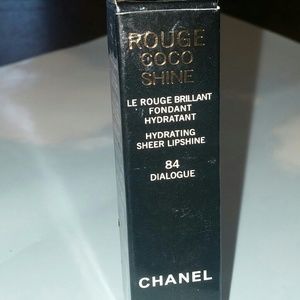 ROUGE
COCO
SHINE
LE ROUGE BRILLANT
FONDANT
HYDRATANT
HYDRATING
SHEER LIPSHINE
84
DIALOGUE
CHANEL